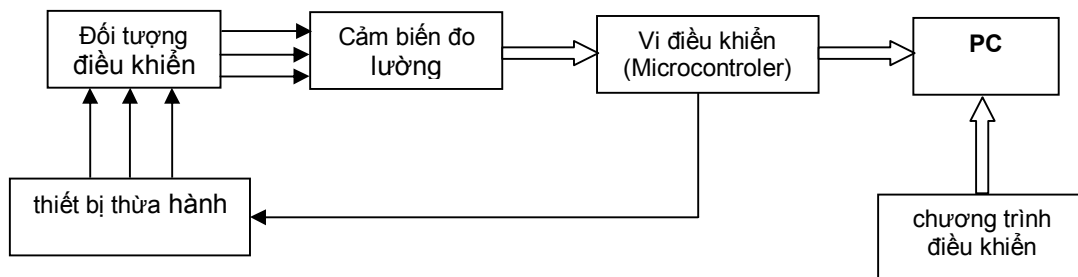 Đối tượng
điều khiển
Cảm biến đo
lường
Vi điều khiển
(Microcontroler)
PC
thiết bị thừa hành
chương trình
điều khiển